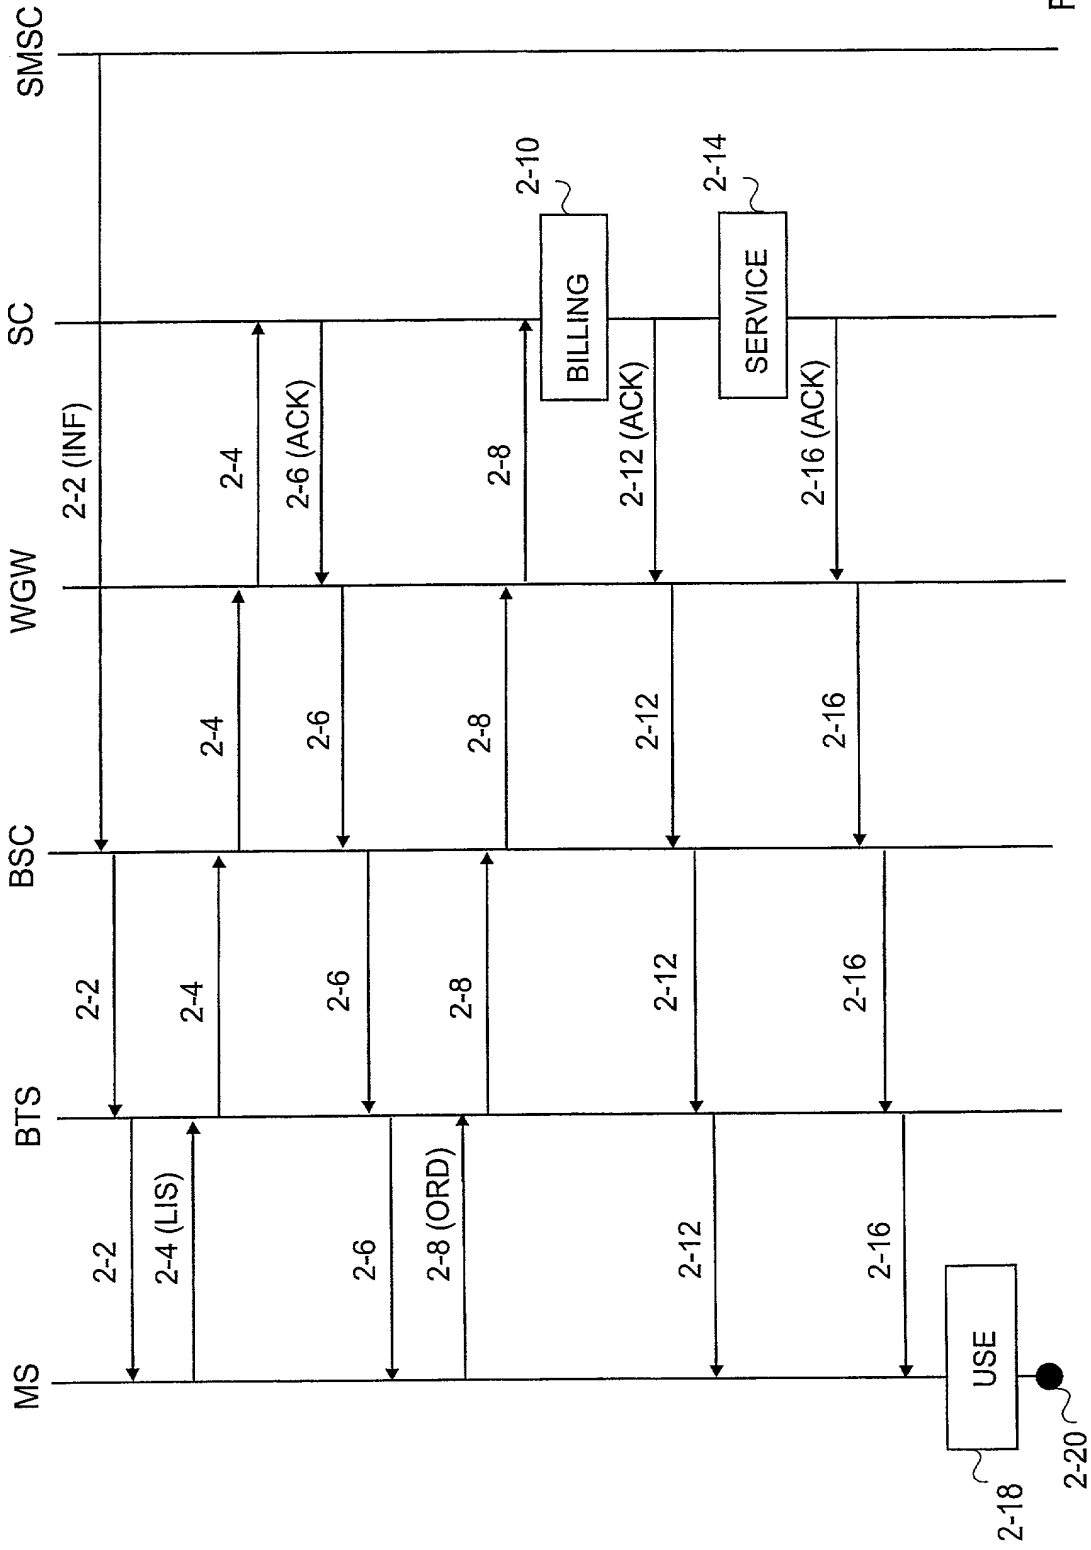 MS
BTS
BSC
WGW
SC
SMSC
2-2 (INF)
2-2
2-2
2-4 (LIS)
2-4
2-4
2-4
2-6 (ACK)
2-6
2-6
2-6
2-8 (ORD)
2-8
2-8
2-8
BILLING
2-10
2-12 (ACK)
2-12
2-12
2-12
SERVICE
2-14
2-16 (ACK)
2-16
2-16
2-16
USE
2-18
2-20